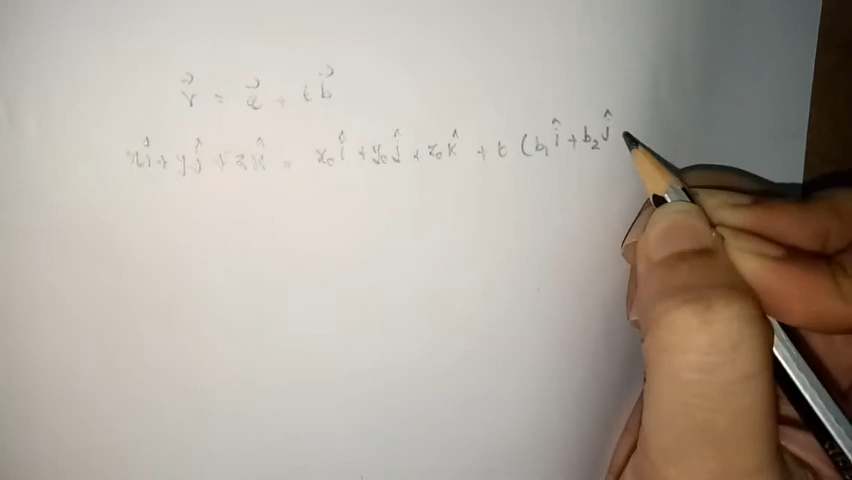 r⃗ = a⃗ + t b⃗
xî + yĵ + zk̂ = x₀î + y₀ĵ + z₀k̂ + t (b₁î + b₂ĵ